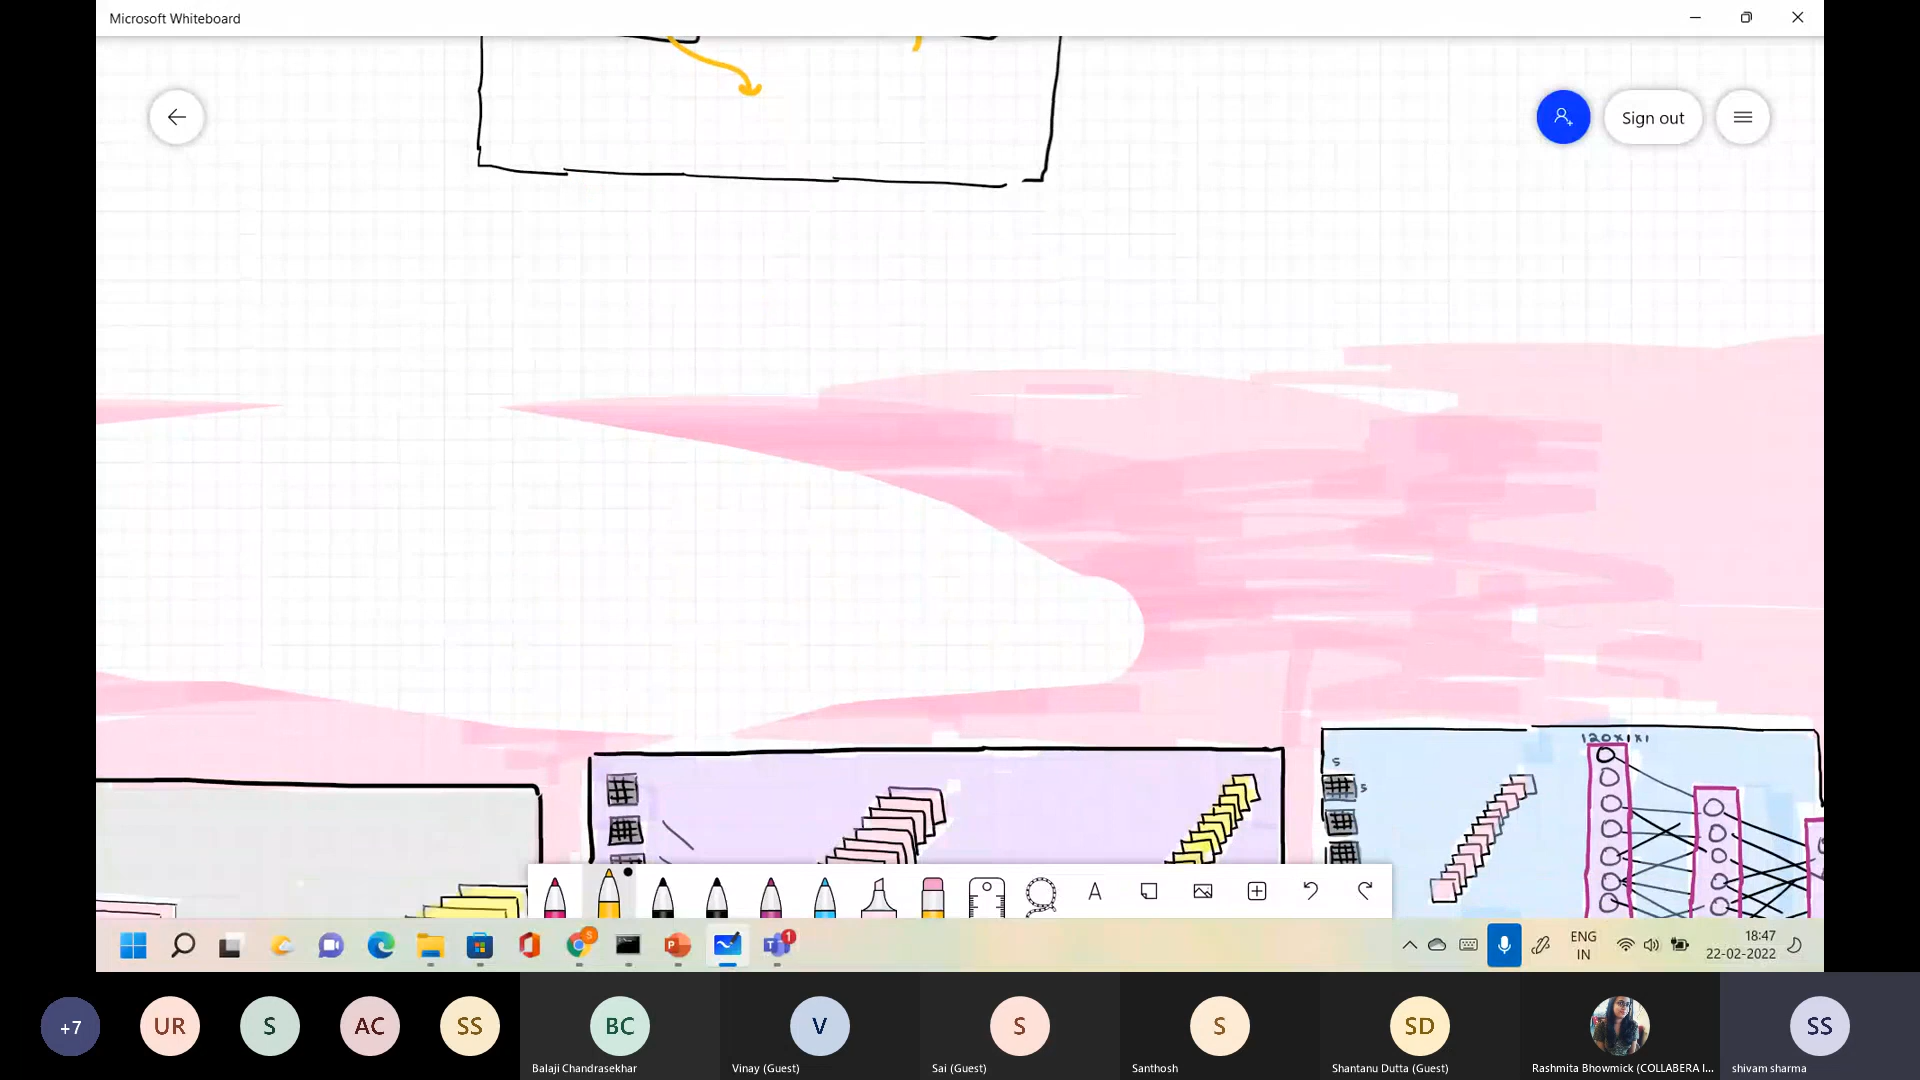 Microsoft Whiteboard
Sign out
120x1x1
5
5
A
S
T
1
ENG
IN
18:47
22-02-2022
+7
UR
S
AC
SS
BC
V
S
S
SD
SS
Balaji Chandrasekhar
Vinay (Guest)
Sai (Guest)
Santhosh
Shantanu Dutta (Guest)
Rashmita Bhowmick (COLLABERA I...
shivam sharma